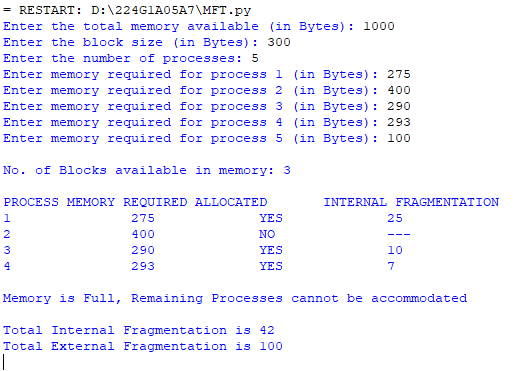 = RESTART: D:\224G1A05A7\MFT.py
Enter the total memory available (in Bytes): 1000
Enter the block size (in Bytes): 300
Enter the number of processes: 5
Enter memory required for process 1 (in Bytes): 275
Enter memory required for process 2 (in Bytes): 400
Enter memory required for process 3 (in Bytes): 290
Enter memory required for process 4 (in Bytes): 293
Enter memory required for process 5 (in Bytes): 100
No. of Blocks available in memory: 3
PROCESS MEMORY REQUIRED ALLOCATED INTERNAL FRAGMENTATION
1 275 YES 25
2 400 NO ---
3 290 YES 10
4 293 YES 7
Memory is Full, Remaining Processes cannot be accommodated
Total Internal Fragmentation is 42
Total External Fragmentation is 100